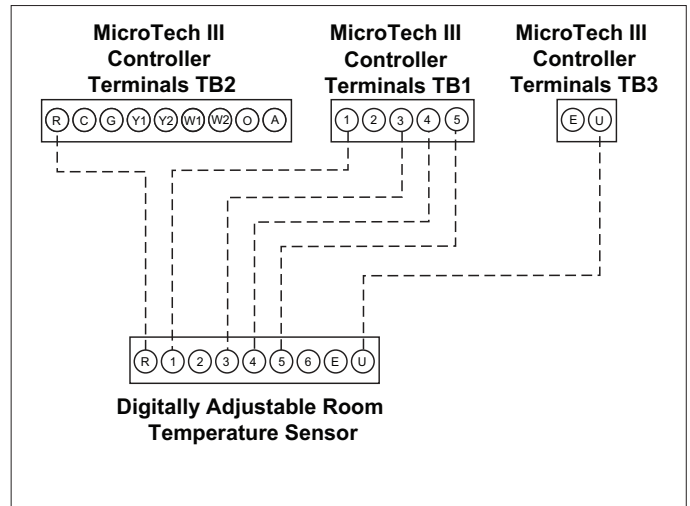 MicroTech III
Controller
Terminals TB2
R C G Y1 Y2 W1 W2 O A
MicroTech III
Controller
Terminals TB1
1 2 3 4 5
MicroTech III
Controller
Terminals TB3
E U
R 1 2 3 4 5 6 E U
Digitally Adjustable Room
Temperature Sensor